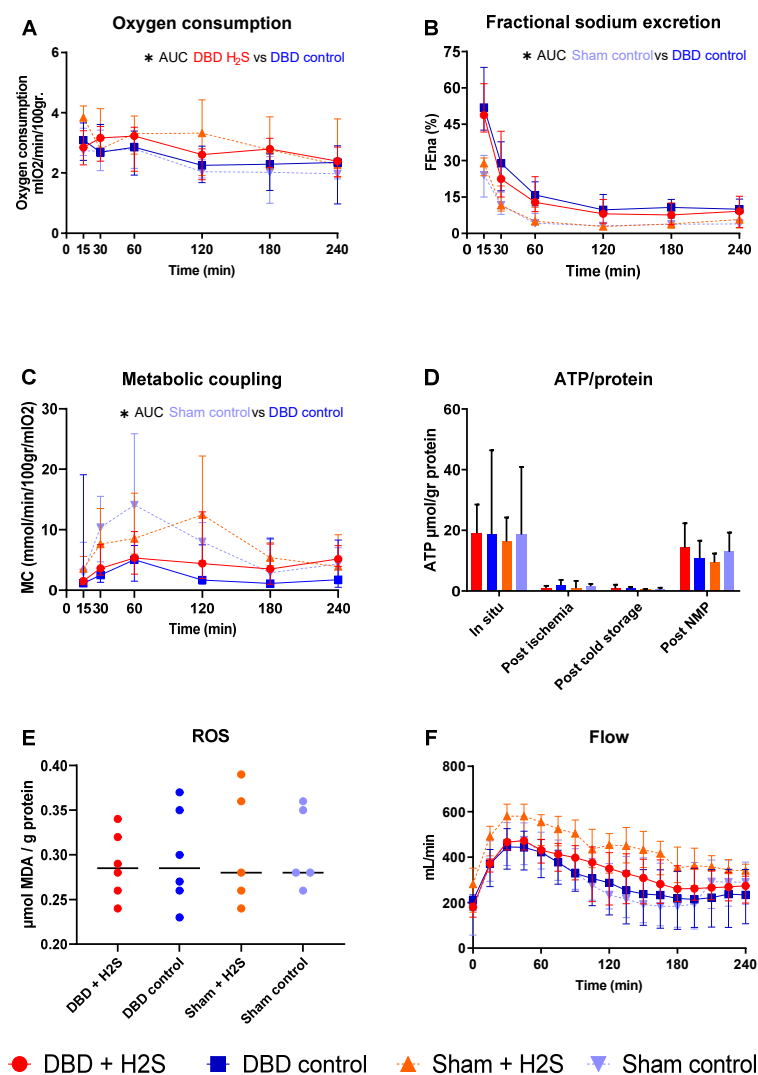 A
Oxygen consumption
* AUC DBD H2S vs DBD control
Oxygen consumption
mlO2/min/100gr.
6
4
2
0
0 15 30 60 120 180 240
Time (min)
B
Fractional sodium excretion
* AUC Sham control vs DBD control
FEna (%)
75
60
45
30
15
0
0 15 30 60 120 180 240
Time (min)
C
Metabolic coupling
* AUC Sham control vs DBD control
MC (mmol/min/100gr/mlO2)
30
20
10
0
0 15 30 60 120 180 240
Time (min)
D
ATP/protein
ATP µmol/gr protein
60
40
20
0
In situ
Post ischemia
Post cold storage
Post NMP
E
ROS
µmol MDA / g protein
0.40
0.35
0.30
0.25
0.20
DBD + H2S
DBD control
Sham + H2S
Sham control
F
Flow
mL/min
800
600
400
200
0
0 60 120 180 240
Time (min)
DBD + H2S DBD control Sham + H2S Sham control